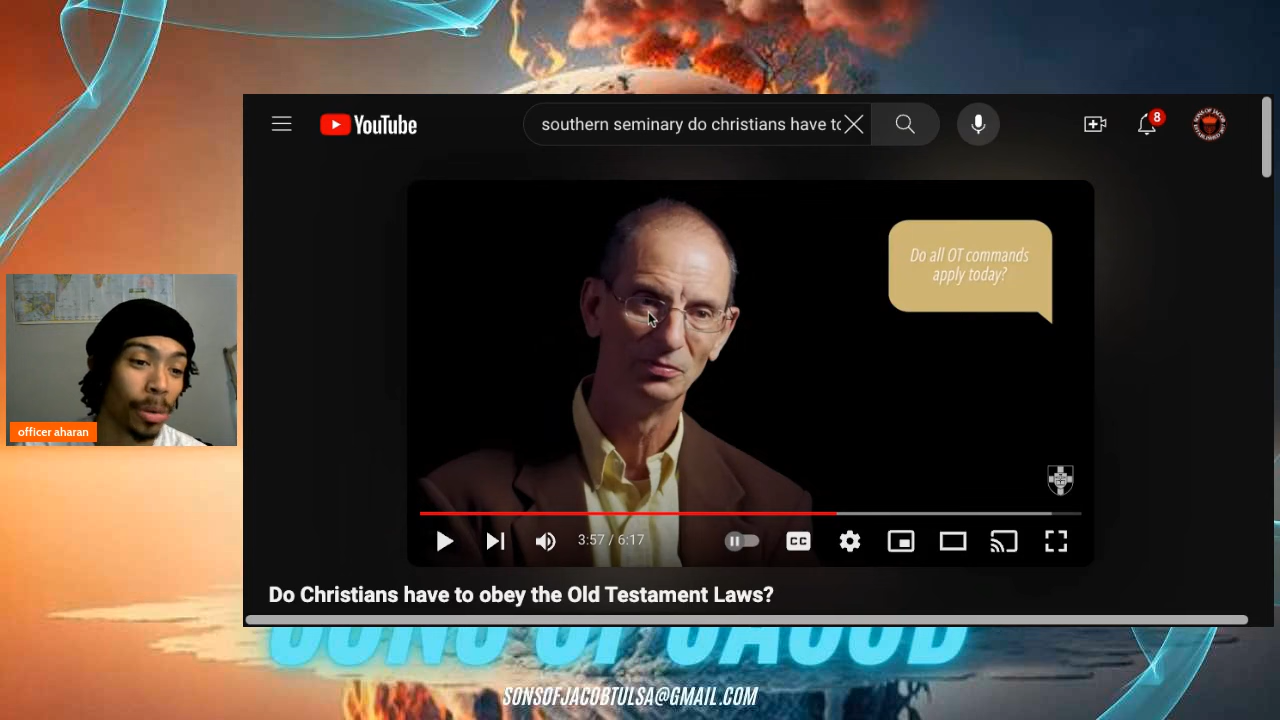 YouTube
southern seminary do christians have to
8
Do all OT commands
apply today?
officer aharan
3:57 / 6:17
CC
Do Christians have to obey the Old Testament Laws?
SONS OF JACOB
SONSOFJACOBTULSA@GMAIL.COM